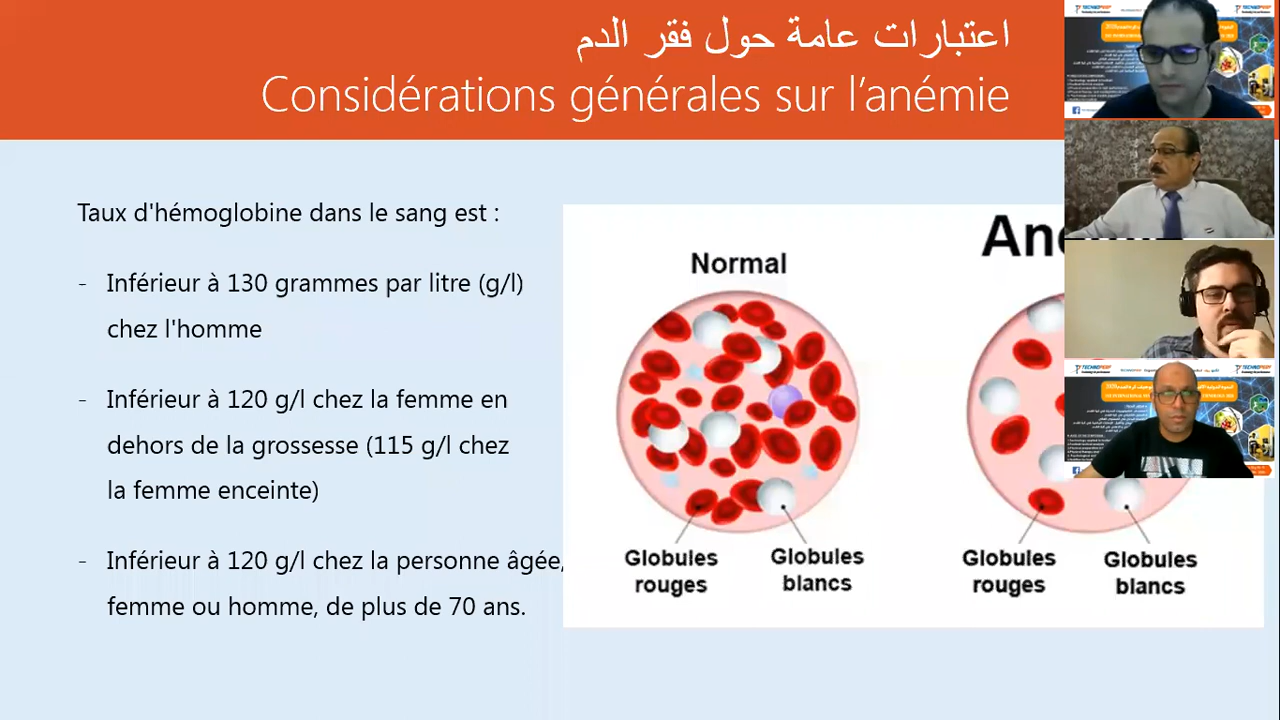 اعتبارات عامة حول فقر الدم
Considérations générales sur l’anémie
Taux d'hémoglobine dans le sang est :
- Inférieur à 130 grammes par litre (g/l)
chez l'homme
- Inférieur à 120 g/l chez la femme en
dehors de la grossesse (115 g/l chez
la femme enceinte)
- Inférieur à 120 g/l chez la personne âgée,
femme ou homme, de plus de 70 ans.
Normal
Globules
rouges
Globules
blancs
Globules
rouges
Globules
blancs
TECHNOPERF
TECHNOPERF